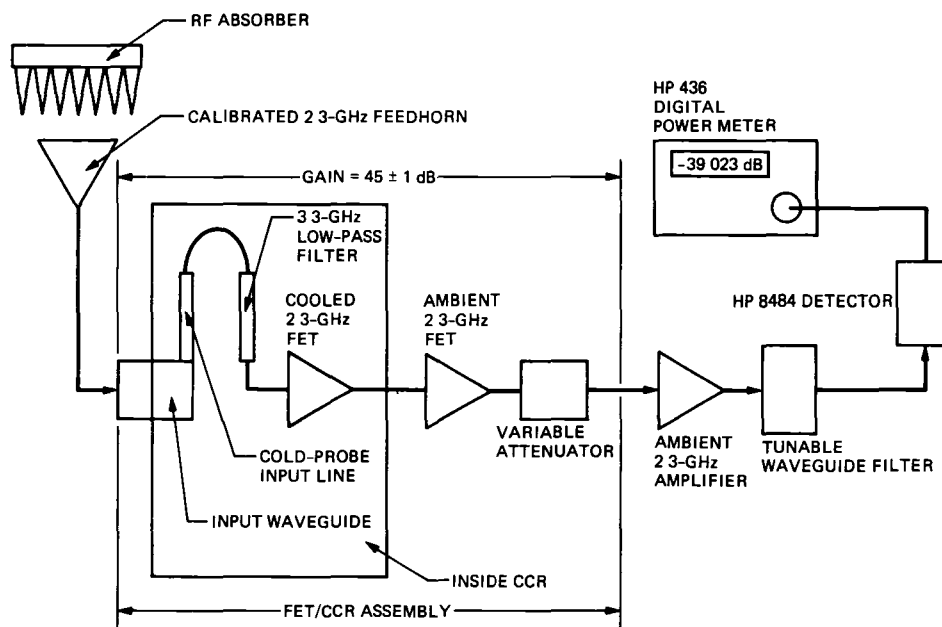 RF ABSORBER
CALIBRATED 2 3-GHz FEEDHORN
GAIN = 45 ± 1 dB
3 3-GHz
LOW-PASS
FILTER
COOLED
2 3-GHz
FET
AMBIENT
2 3-GHz
FET
HP 436
DIGITAL
POWER METER
-39 023 dB
HP 8484 DETECTOR
VARIABLE
ATTENUATOR
AMBIENT
2 3-GHz
AMPLIFIER
TUNABLE
WAVEGUIDE FILTER
COLD-PROBE
INPUT LINE
INPUT WAVEGUIDE
INSIDE CCR
FET/CCR ASSEMBLY